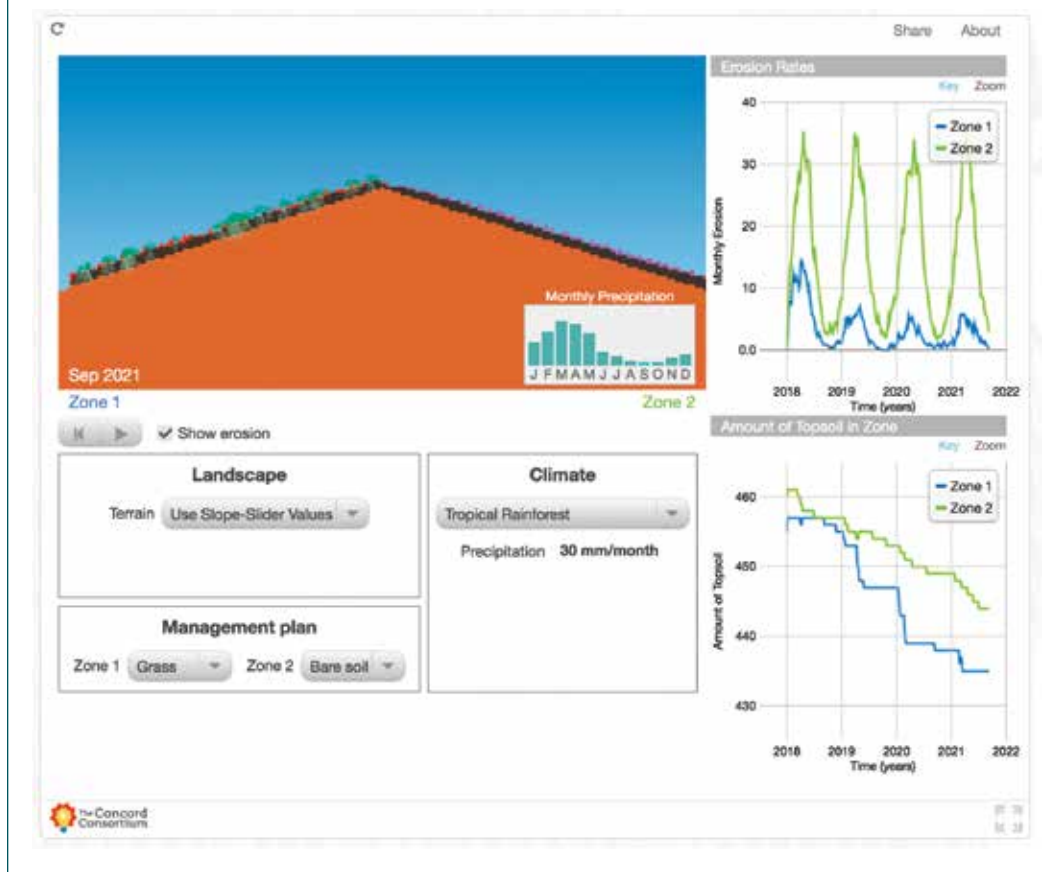 Share About
Erosion Rates
Key Zoom
40
30
20
10
0.0
Monthly Erosion
Zone 1
Zone 2
2018 2019 2020 2021 2022
Time (years)
Monthly Precipitation
J F M A M J J A S O N D
Sep 2021
Zone 1 Zone 2
Show erosion
Amount of Topsoil in Zone
Key Zoom
460
450
440
430
Amount of Topsoil
Zone 1
Zone 2
2018 2019 2020 2021 2022
Time (years)
Landscape
Terrain Use Slope-Slider Values
Climate
Tropical Rainforest
Precipitation 30 mm/month
Management plan
Zone 1 Grass Zone 2 Bare soil
The Concord
Consortium